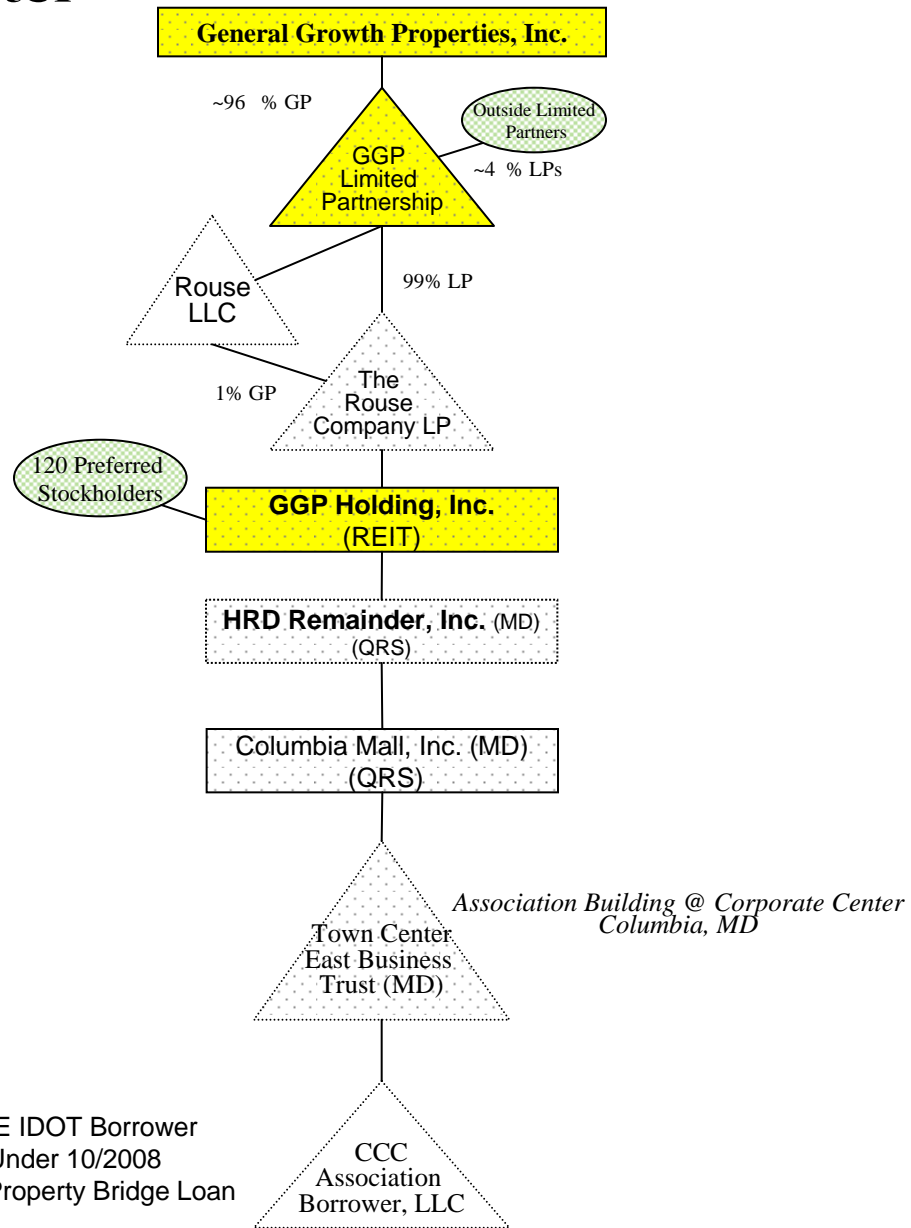 General Growth Properties, Inc.
~96 % GP
Outside Limited
Partners
~4 % LPs
GGP
Limited
Partnership
Rouse
LLC
99% LP
1% GP
The
Rouse
Company LP
120 Preferred
Stockholders
GGP Holding, Inc.
(REIT)
HRD Remainder, Inc. (MD)
(QRS)
Columbia Mall, Inc. (MD)
(QRS)
Town Center
East Business
Trust (MD)
Association Building @ Corporate Center
Columbia, MD
IDOT Borrower
Under 10/2008
Property Bridge Loan
CCC
Association
Borrower, LLC